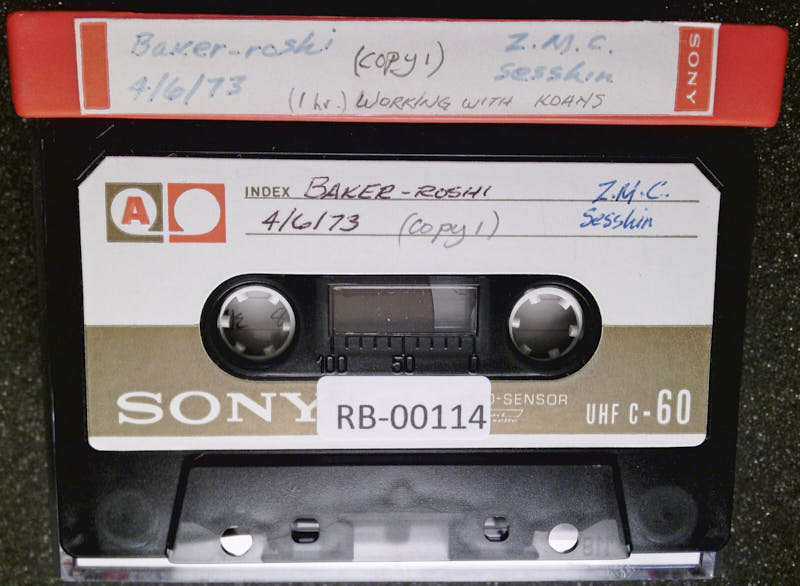 Baker-roshi (COPY 1) Z.M.C.
4/6/73 Sesshin
(1 hr.) WORKING WITH KOANS
SONY
A INDEX BAKER-ROSHI Z.M.C.
4/6/73 (COPY 1) Sesshin
100 50 0
SONY -SENSOR UHF C-60
RB-00114